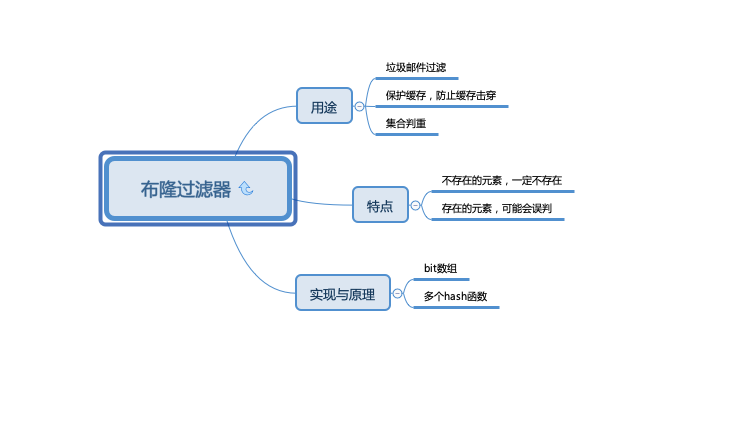 布隆过滤器
用途
垃圾邮件过滤
保护缓存，防止缓存击穿
集合判重
特点
不存在的元素，一定不存在
存在的元素，可能会误判
实现与原理
bit数组
多个hash函数